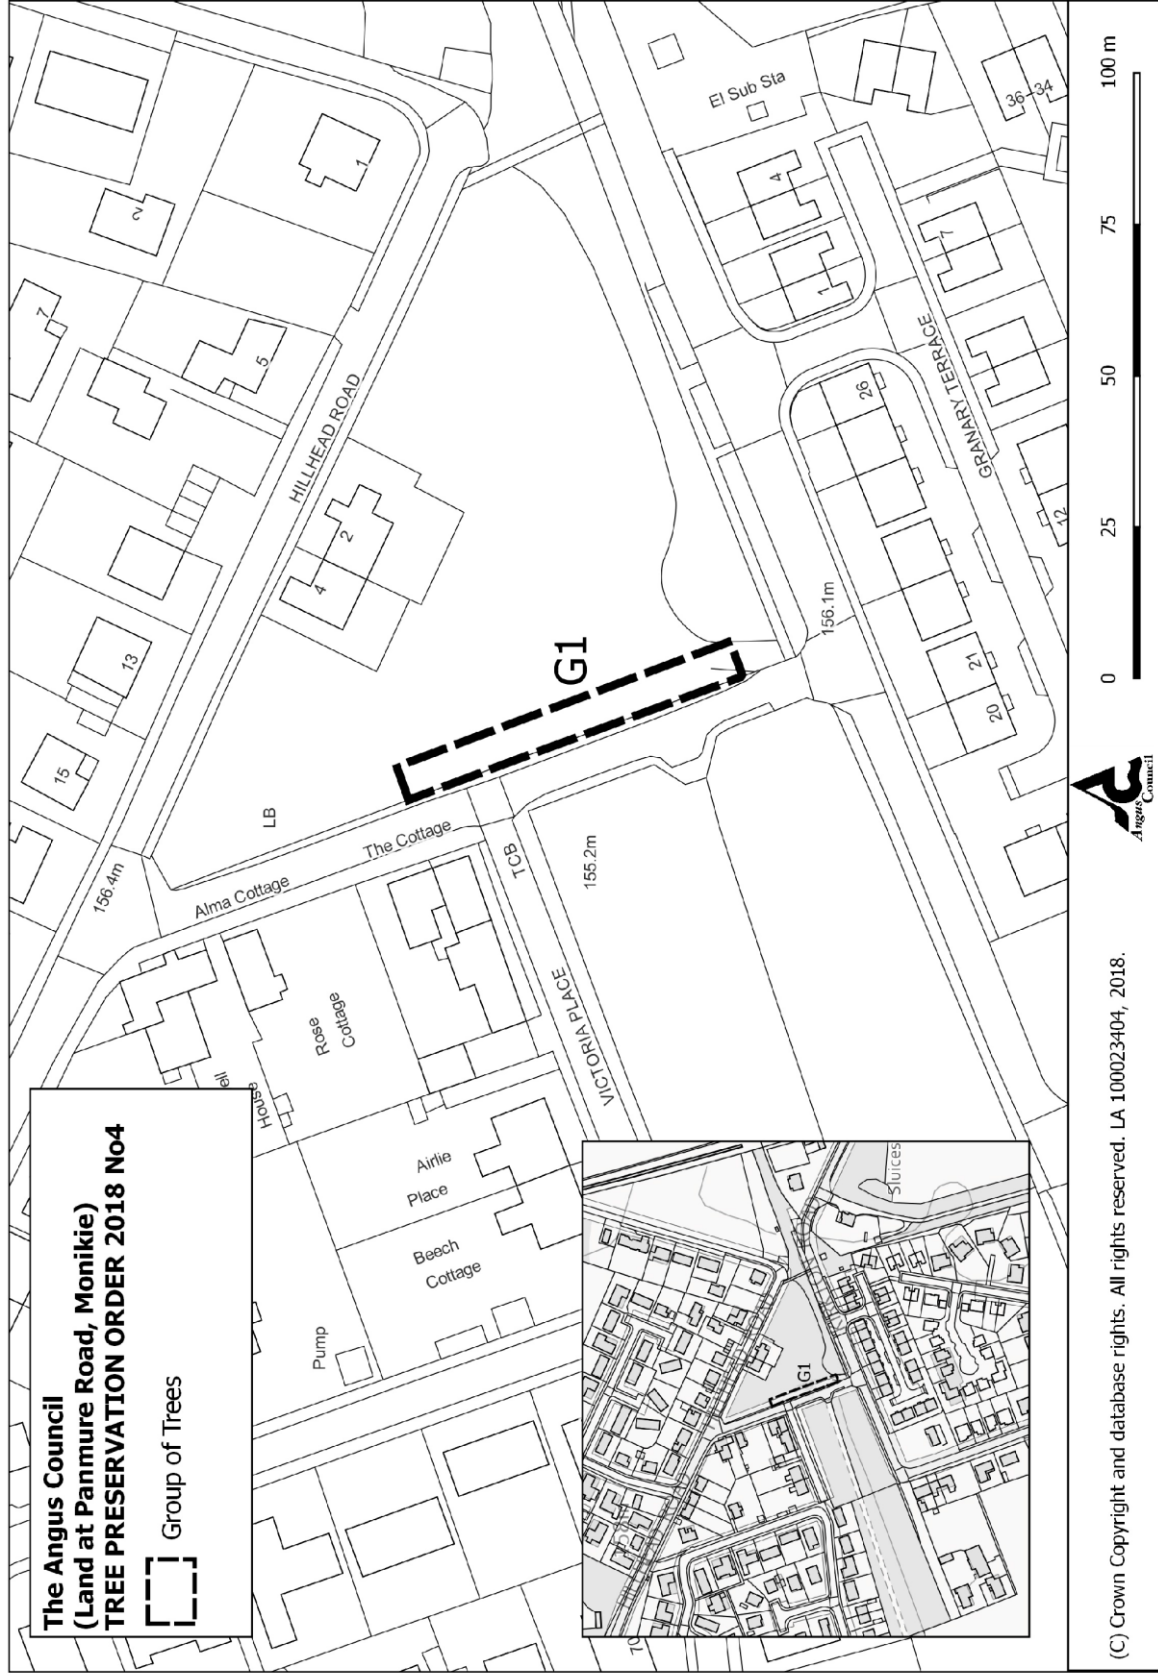 The Angus Council
(Land at Panmure Road, Monikie)
TREE PRESERVATION ORDER 2018 No4
Group of Trees
7
2
1
5
HILLHEAD ROAD
13
15
4
2
156.4m
LB
Alma Cottage
The Cottage
TCB
G1
El Sub Sta
36-34
4
1
7
GRANARY TERRACE
26
12
156.1m
21
20
155.2m
VICTORIA PLACE
ell
House
Rose
Cottage
Airlie
Place
Beech
Cottage
Pump
70
G1
Sluices
Angus
Council
0
25
50
75
100 m
(C) Crown Copyright and database rights. All rights reserved. LA 100023404, 2018.